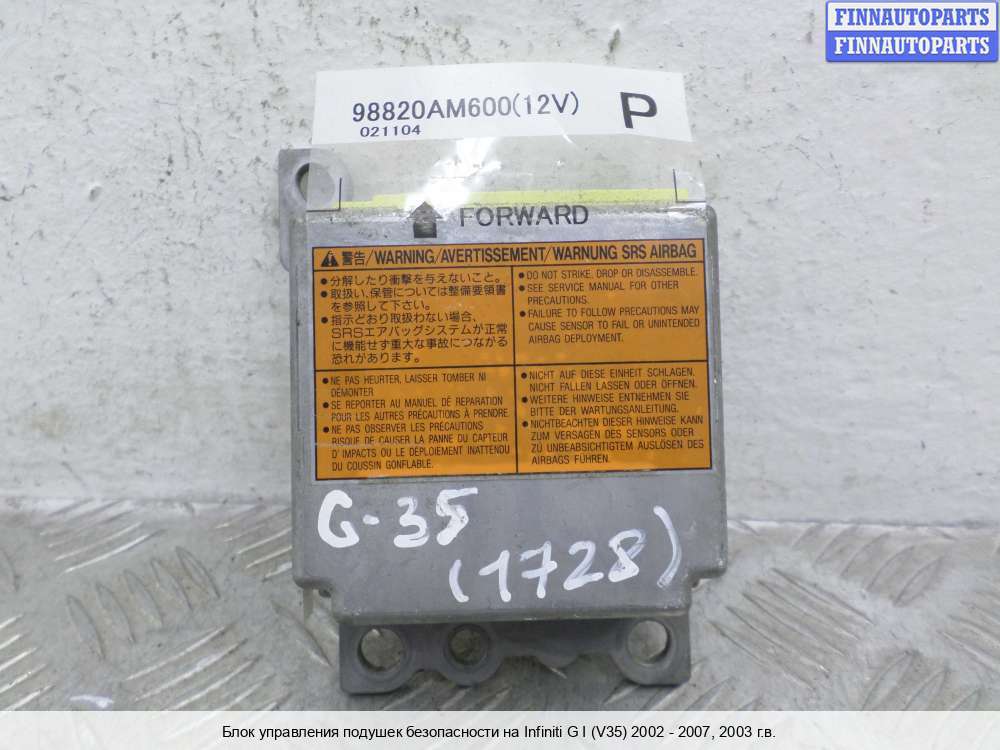 FINNAUTOPARTS
FINNAUTOPARTS
98820AM600(12V) P
021104
FORWARD
警告/WARNING/AVERTISSEMENT/WARNUNG SRS AIRBAG
● 分解したり衝撃を与えないこと。
● 取扱い、保管については整備要領書
を参照して下さい。
● 指示どおり取扱わない場合、
SRSエアバッグシステムが正常
に機能せず重大な事故につながる
恐れがあります。
● DO NOT STRIKE, DROP OR DISASSEMBLE.
● SEE SERVICE MANUAL FOR OTHER
PRECAUTIONS.
● FAILURE TO FOLLOW PRECAUTIONS MAY
CAUSE SENSOR TO FAIL OR UNINTENDED
AIRBAG DEPLOYMENT.
● NE PAS HEURTER, LAISSER TOMBER NI
DÉMONTER
● SE REPORTER AU MANUEL DE RÉPARATION
POUR LES AUTRES PRÉCAUTIONS À PRENDRE
● NE PAS OBSERVER LES PRÉCAUTIONS
RISQUE DE CAUSER LA PANNE DU CAPTEUR
D'IMPACTS OU LE DÉPLOIEMENT INATTENDU
DU COUSSIN GONFLABLE.
● NICHT AUF DIESE EINHEIT SCHLAGEN.
NICHT FALLEN LASSEN ODER ÖFFNEN.
● WEITERE HINWEISE ENTNEHMEN SIE
BITTE DER WARTUNGSANLEITUNG.
● NICHTBEACHTEN DIESER HINWEISE KANN
ZUM VERSAGEN DES SENSORS ODER
ZU UNBEABSICHTIGTEM AUSLÖSEN DES
AIRBAGS FÜHREN.
G-35
(1728)
Блок управления подушек безопасности на Infiniti G I (V35) 2002 - 2007, 2003 г.в.